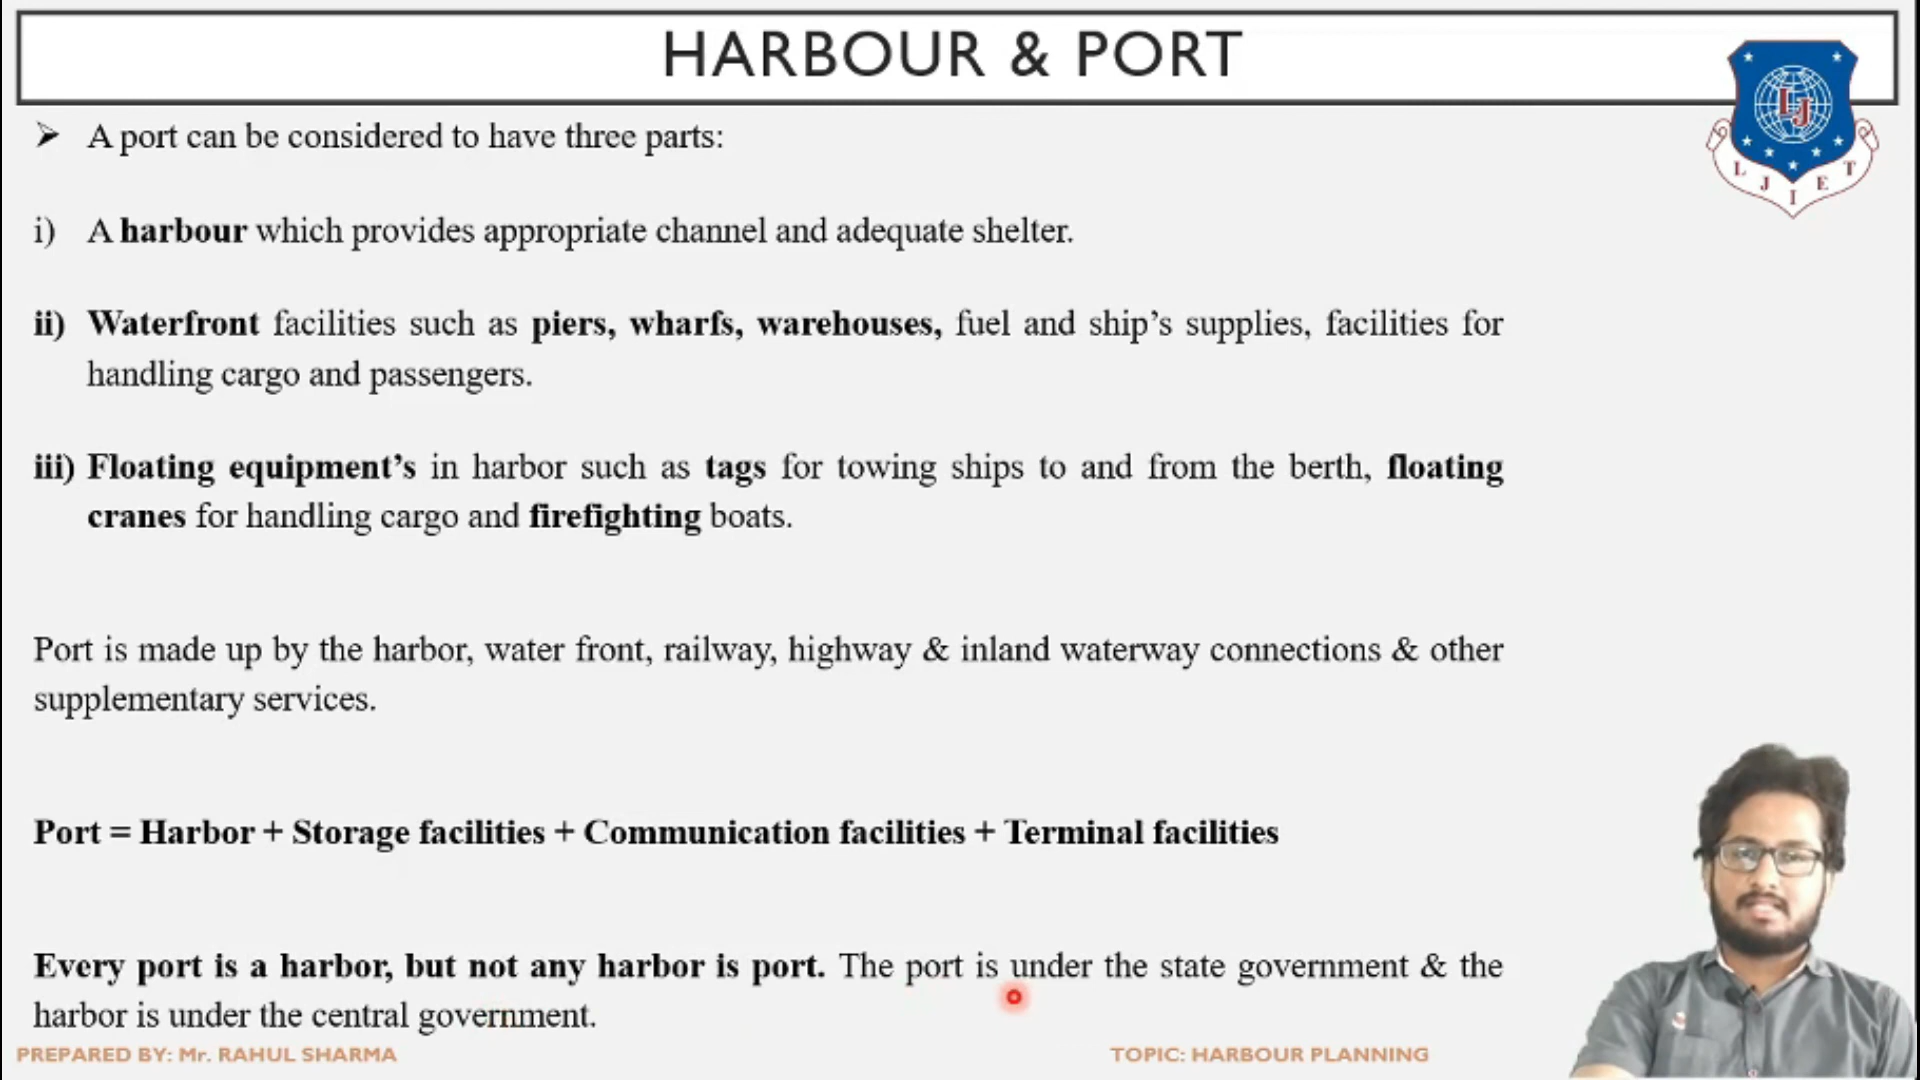 HARBOUR & PORT
➤ A port can be considered to have three parts:
i) A harbour which provides appropriate channel and adequate shelter.
ii) Waterfront facilities such as piers, wharfs, warehouses, fuel and ship’s supplies, facilities for
handling cargo and passengers.
iii) Floating equipment’s in harbor such as tags for towing ships to and from the berth, floating
cranes for handling cargo and firefighting boats.
Port is made up by the harbor, water front, railway, highway & inland waterway connections & other
supplementary services.
Port = Harbor + Storage facilities + Communication facilities + Terminal facilities
Every port is a harbor, but not any harbor is port. The port is under the state government & the
harbor is under the central government.
PREPARED BY: Mr. RAHUL SHARMA
TOPIC: HARBOUR PLANNING
LJ
L J I E T